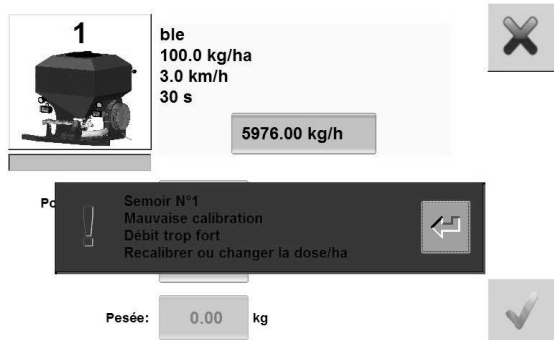 1
ble
100.0 kg/ha
3.0 km/h
30 s
5976.00 kg/h
Po
Semoir N°1
Mauvaise calibration
Débit trop fort
Recalibrer ou changer la dose/ha
Pesée: 0.00 kg